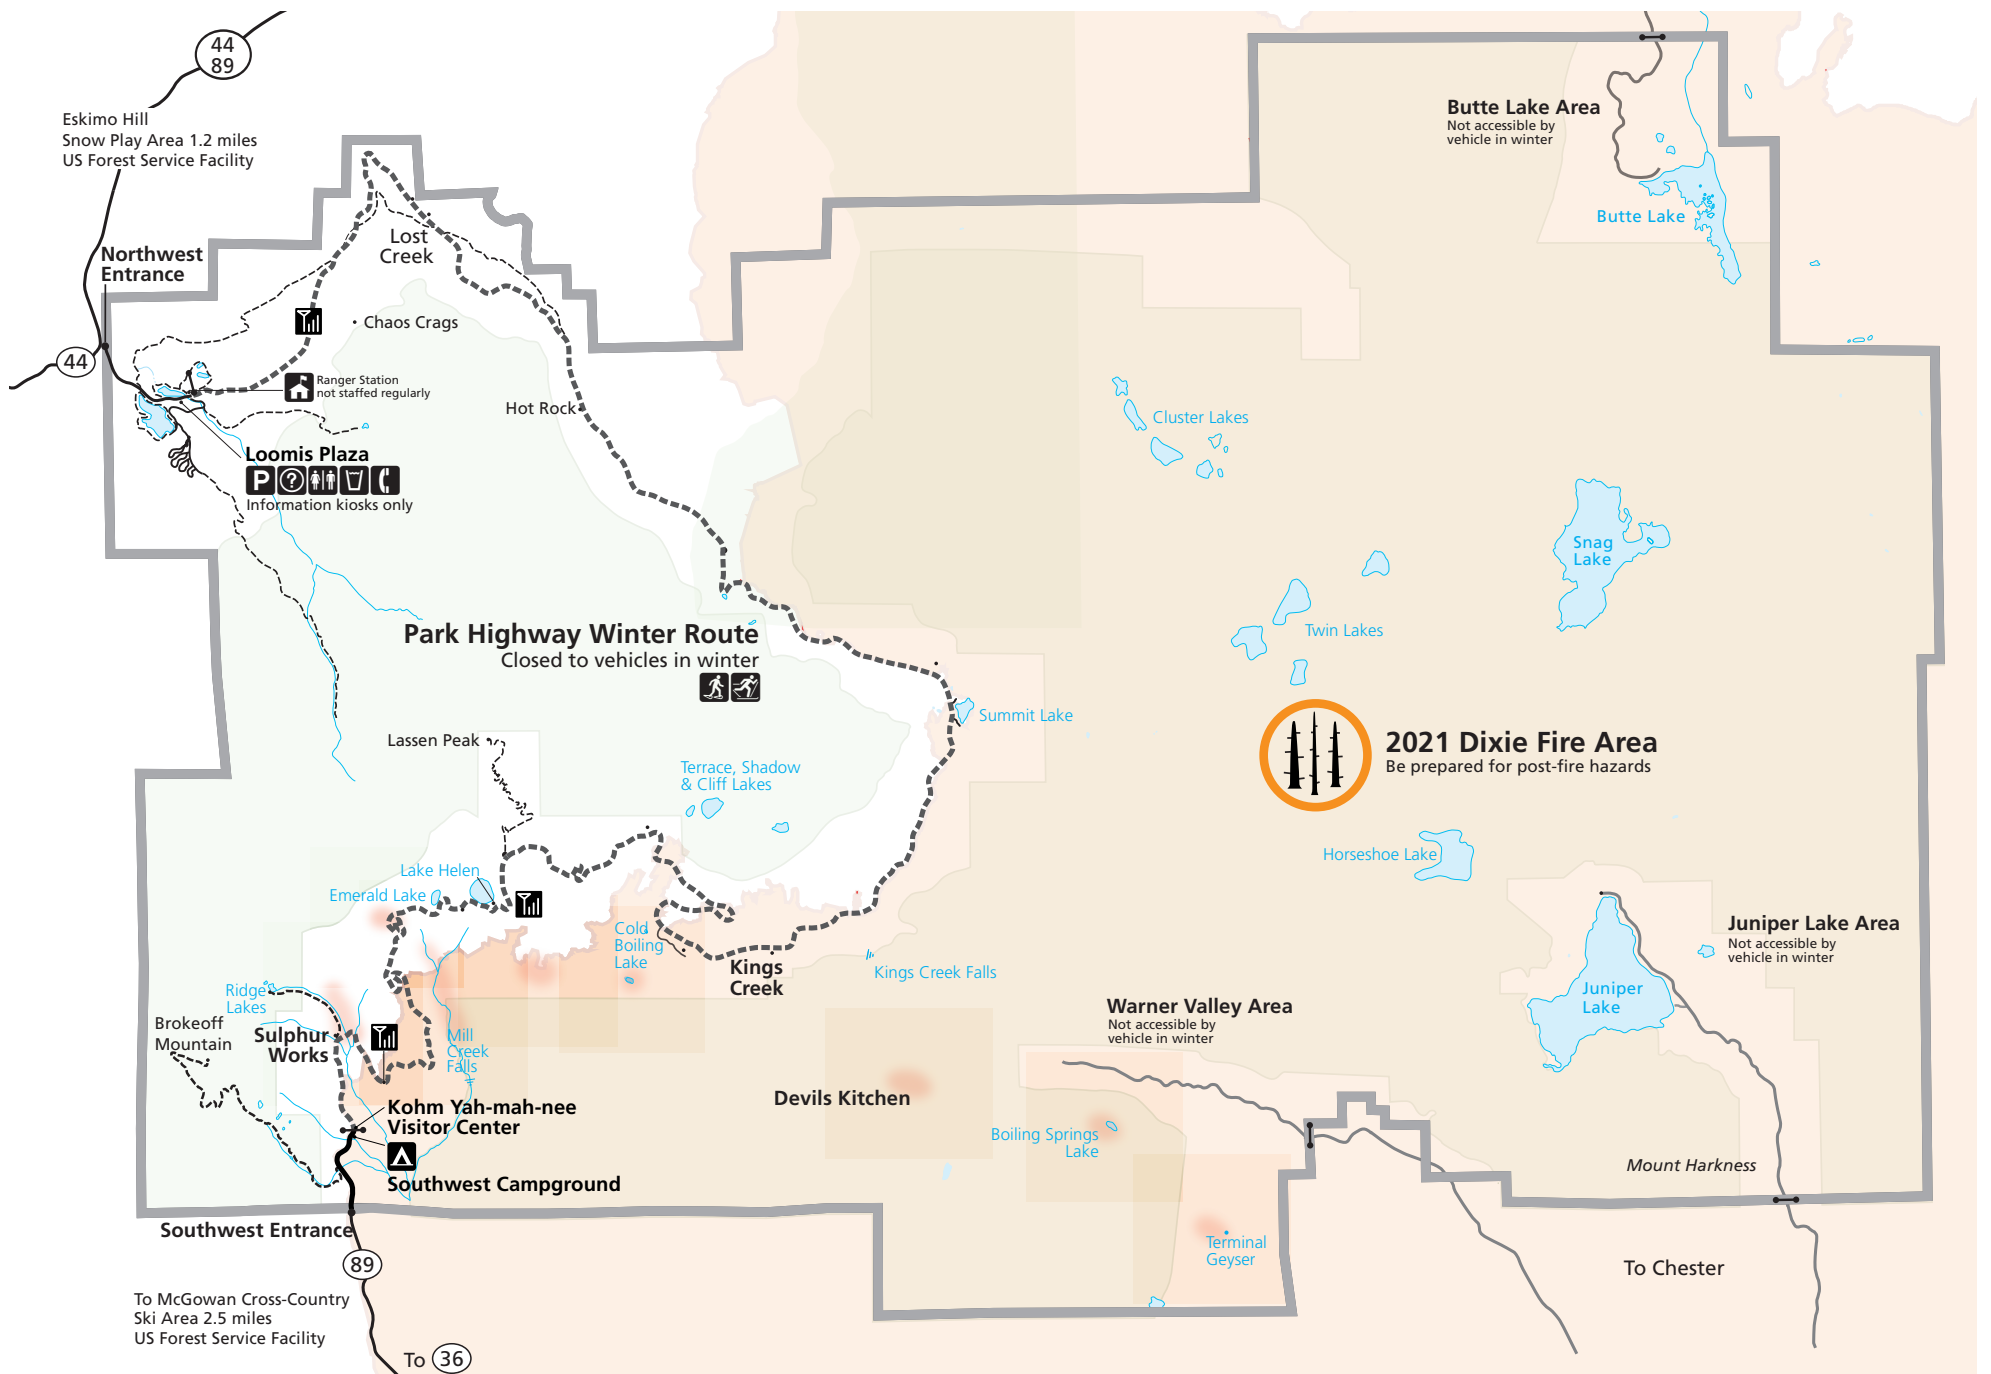 44
89
Eskimo Hill
Snow Play Area 1.2 miles
US Forest Service Facility
Butte Lake Area
Not accessible by
vehicle in winter
Butte Lake
Northwest
Entrance
Lost
Creek
Chaos Crags
44
Ranger Station
not staffed regularly
Hot Rock
Cluster Lakes
Loomis Plaza
P
?
Information kiosks only
Snag
Lake
Twin Lakes
Park Highway Winter Route
Closed to vehicles in winter
Summit Lake
Lassen Peak
2021 Dixie Fire Area
Be prepared for post-fire hazards
Terrace, Shadow
& Cliff Lakes
Horseshoe Lake
Lake Helen
Emerald Lake
Cold
Boiling
Lake
Kings
Creek
Kings Creek Falls
Juniper Lake Area
Not accessible by
vehicle in winter
Juniper
Lake
Ridge
Lakes
Brokeoff
Mountain
Sulphur
Works
Mill
Creek
Falls
Warner Valley Area
Not accessible by
vehicle in winter
Devils Kitchen
Kohm Yah-mah-nee
Visitor Center
Boiling Springs
Lake
Mount Harkness
Southwest Campground
Southwest Entrance
Terminal
Geyser
89
To Chester
To McGowan Cross-Country
Ski Area 2.5 miles
US Forest Service Facility
To 36